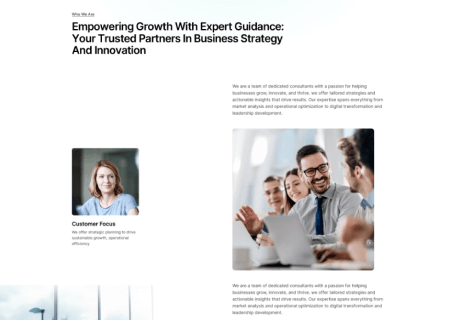 Who We Are
Empowering Growth With Expert Guidance:
Your Trusted Partners In Business Strategy
And Innovation
We are a team of dedicated consultants with a passion for helping
businesses grow, innovate, and thrive. we offer tailored strategies and
actionable insights that drive results. Our expertise spans everything from
market analysis and operational optimization to digital transformation and
leadership development.
Customer Focus
We offer strategic planning to drive
sustainable growth, operational
efficiency
We are a team of dedicated consultants with a passion for helping
businesses grow, innovate, and thrive. we offer tailored strategies and
actionable insights that drive results. Our expertise spans everything from
market analysis and operational optimization to digital transformation and
leadership development.